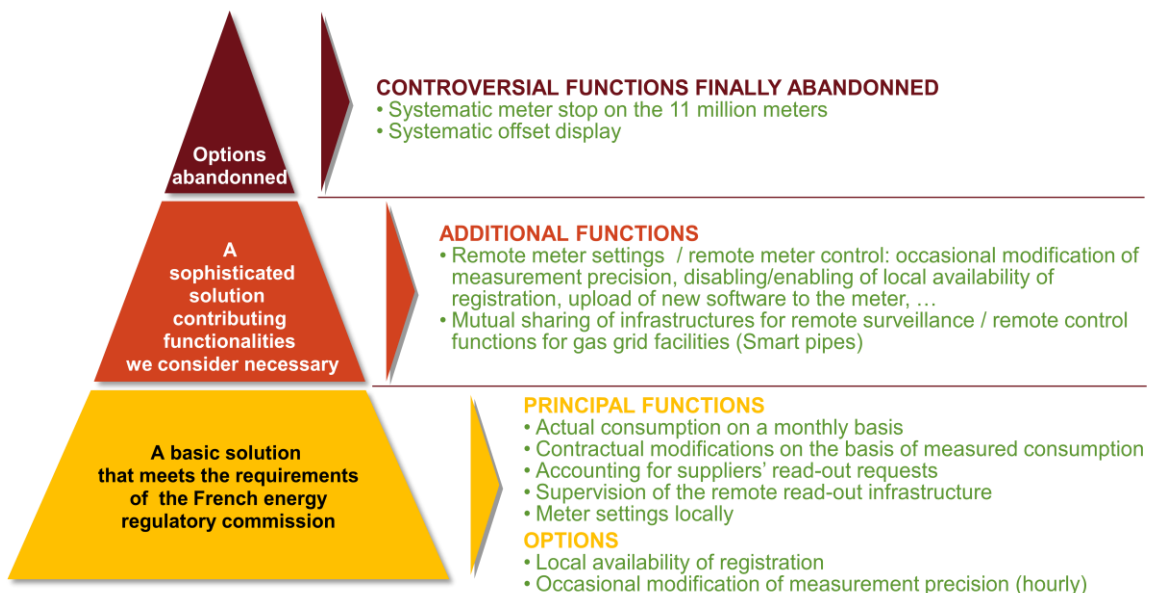 Options
abandonned
CONTROVERSIAL FUNCTIONS FINALLY ABANDONNED
• Systematic meter stop on the 11 million meters
• Systematic offset display
A
sophisticated
solution
contributing
functionalities
we consider necessary
ADDITIONAL FUNCTIONS
• Remote meter settings / remote meter control: occasional modification of
measurement precision, disabling/enabling of local availability of
registration, upload of new software to the meter, …
• Mutual sharing of infrastructures for remote surveillance / remote control
functions for gas grid facilities (Smart pipes)
A basic solution
that meets the requirements
of the French energy
regulatory commission
PRINCIPAL FUNCTIONS
• Actual consumption on a monthly basis
• Contractual modifications on the basis of measured consumption
• Accounting for suppliers’ read-out requests
• Supervision of the remote read-out infrastructure
• Meter settings locally
OPTIONS
• Local availability of registration
• Occasional modification of measurement precision (hourly)